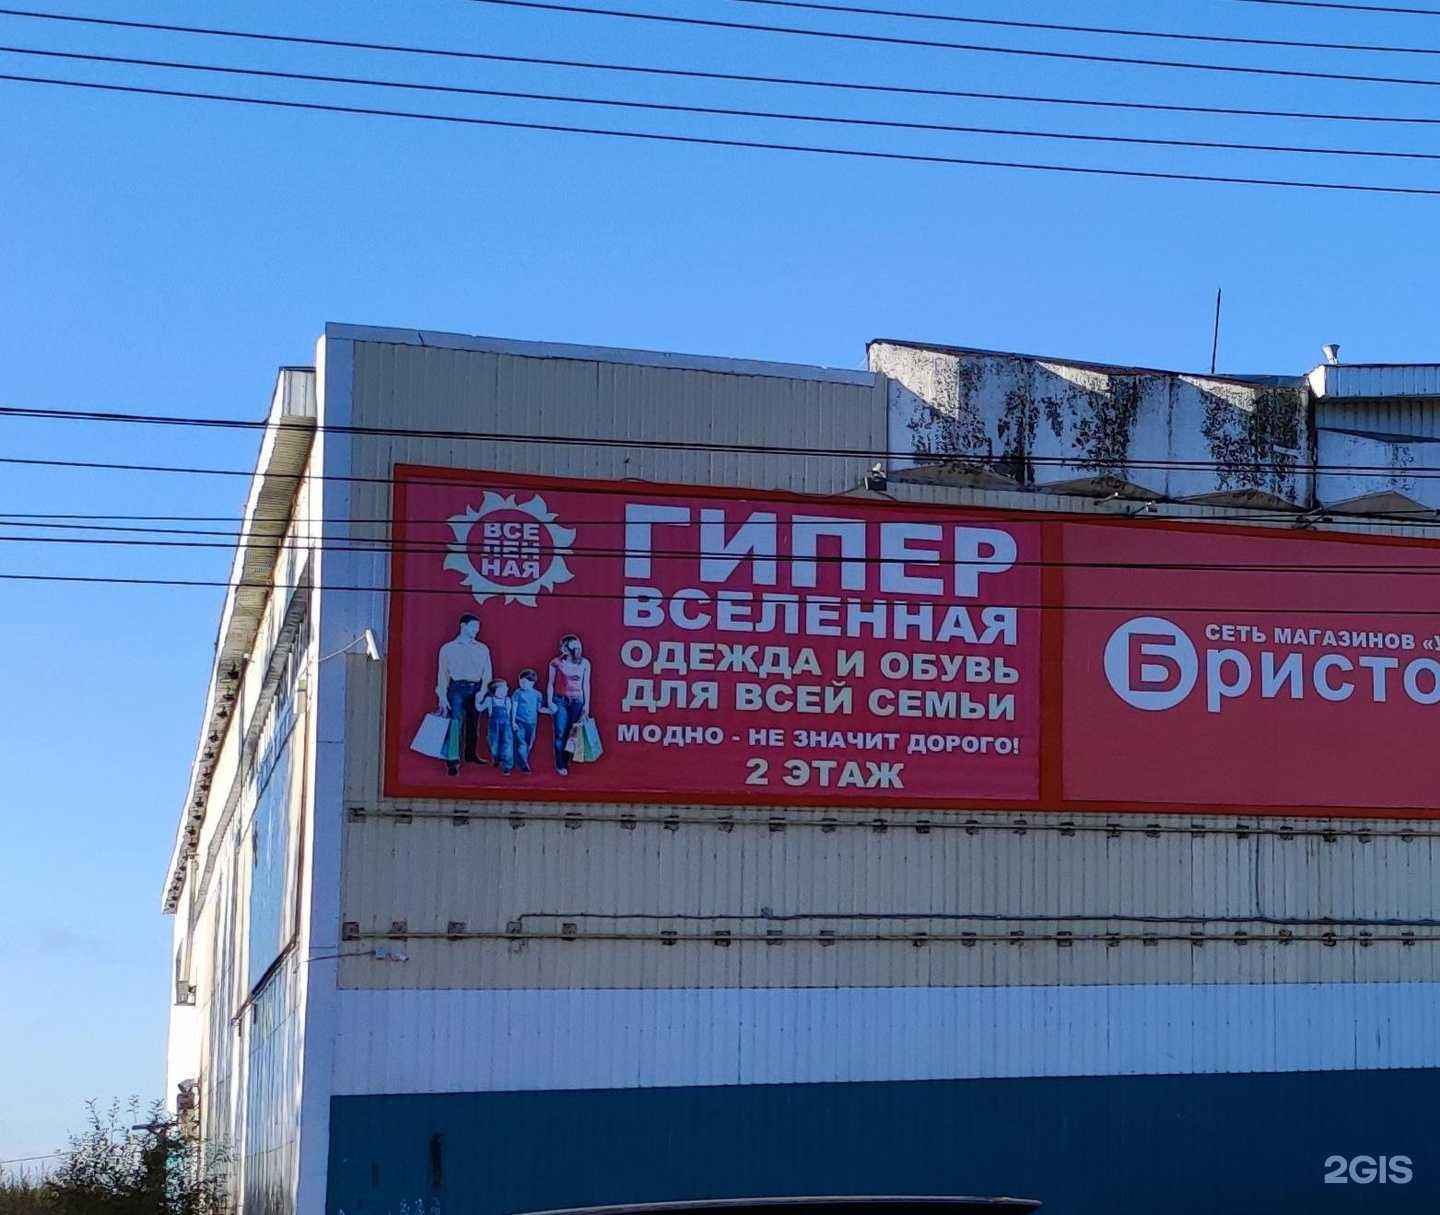 ВСЕ
ЛЕН
НАЯ
ГИПЕР
ВСЕЛЕННАЯ
ОДЕЖДА И ОБУВЬ
ДЛЯ ВСЕЙ СЕМЬИ
МОДНО - НЕ ЗНАЧИТ ДОРОГО!
2 ЭТАЖ
СЕТЬ МАГАЗИНОВ «У
Бристо
2GIS